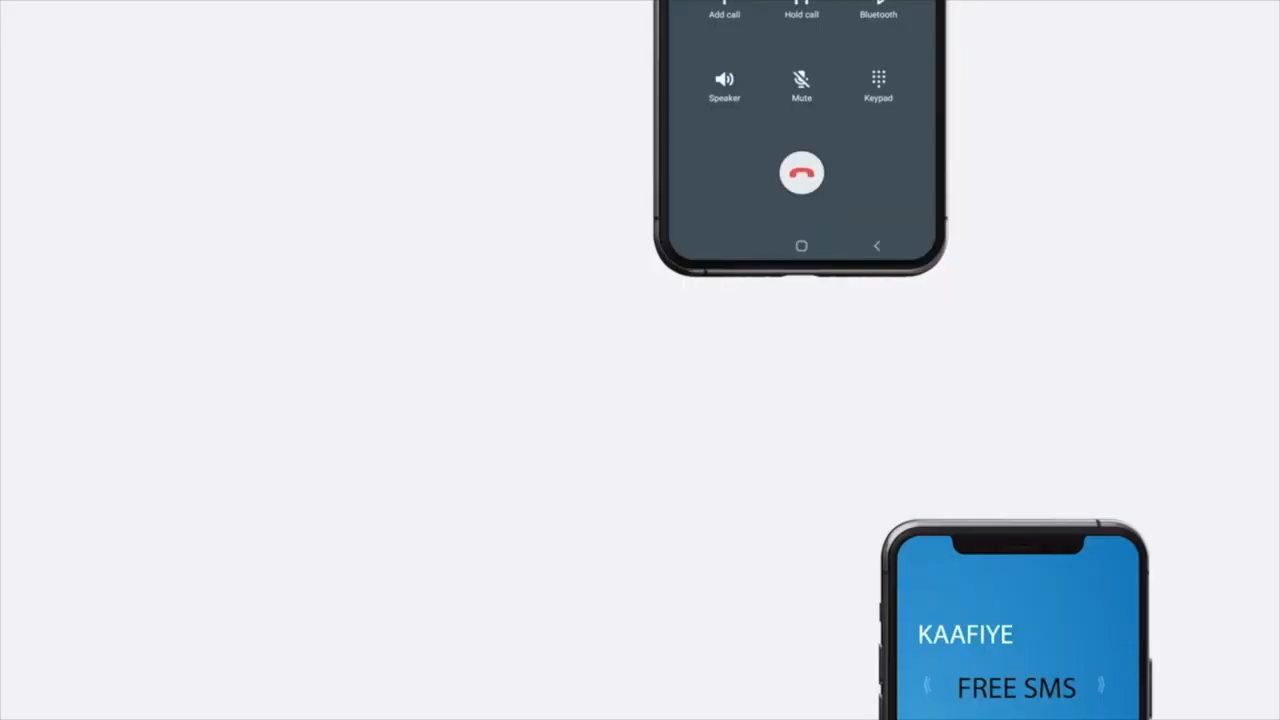 Add call Hold call Bluetooth
Speaker Mute Keypad
KAAFIYE
FREE SMS